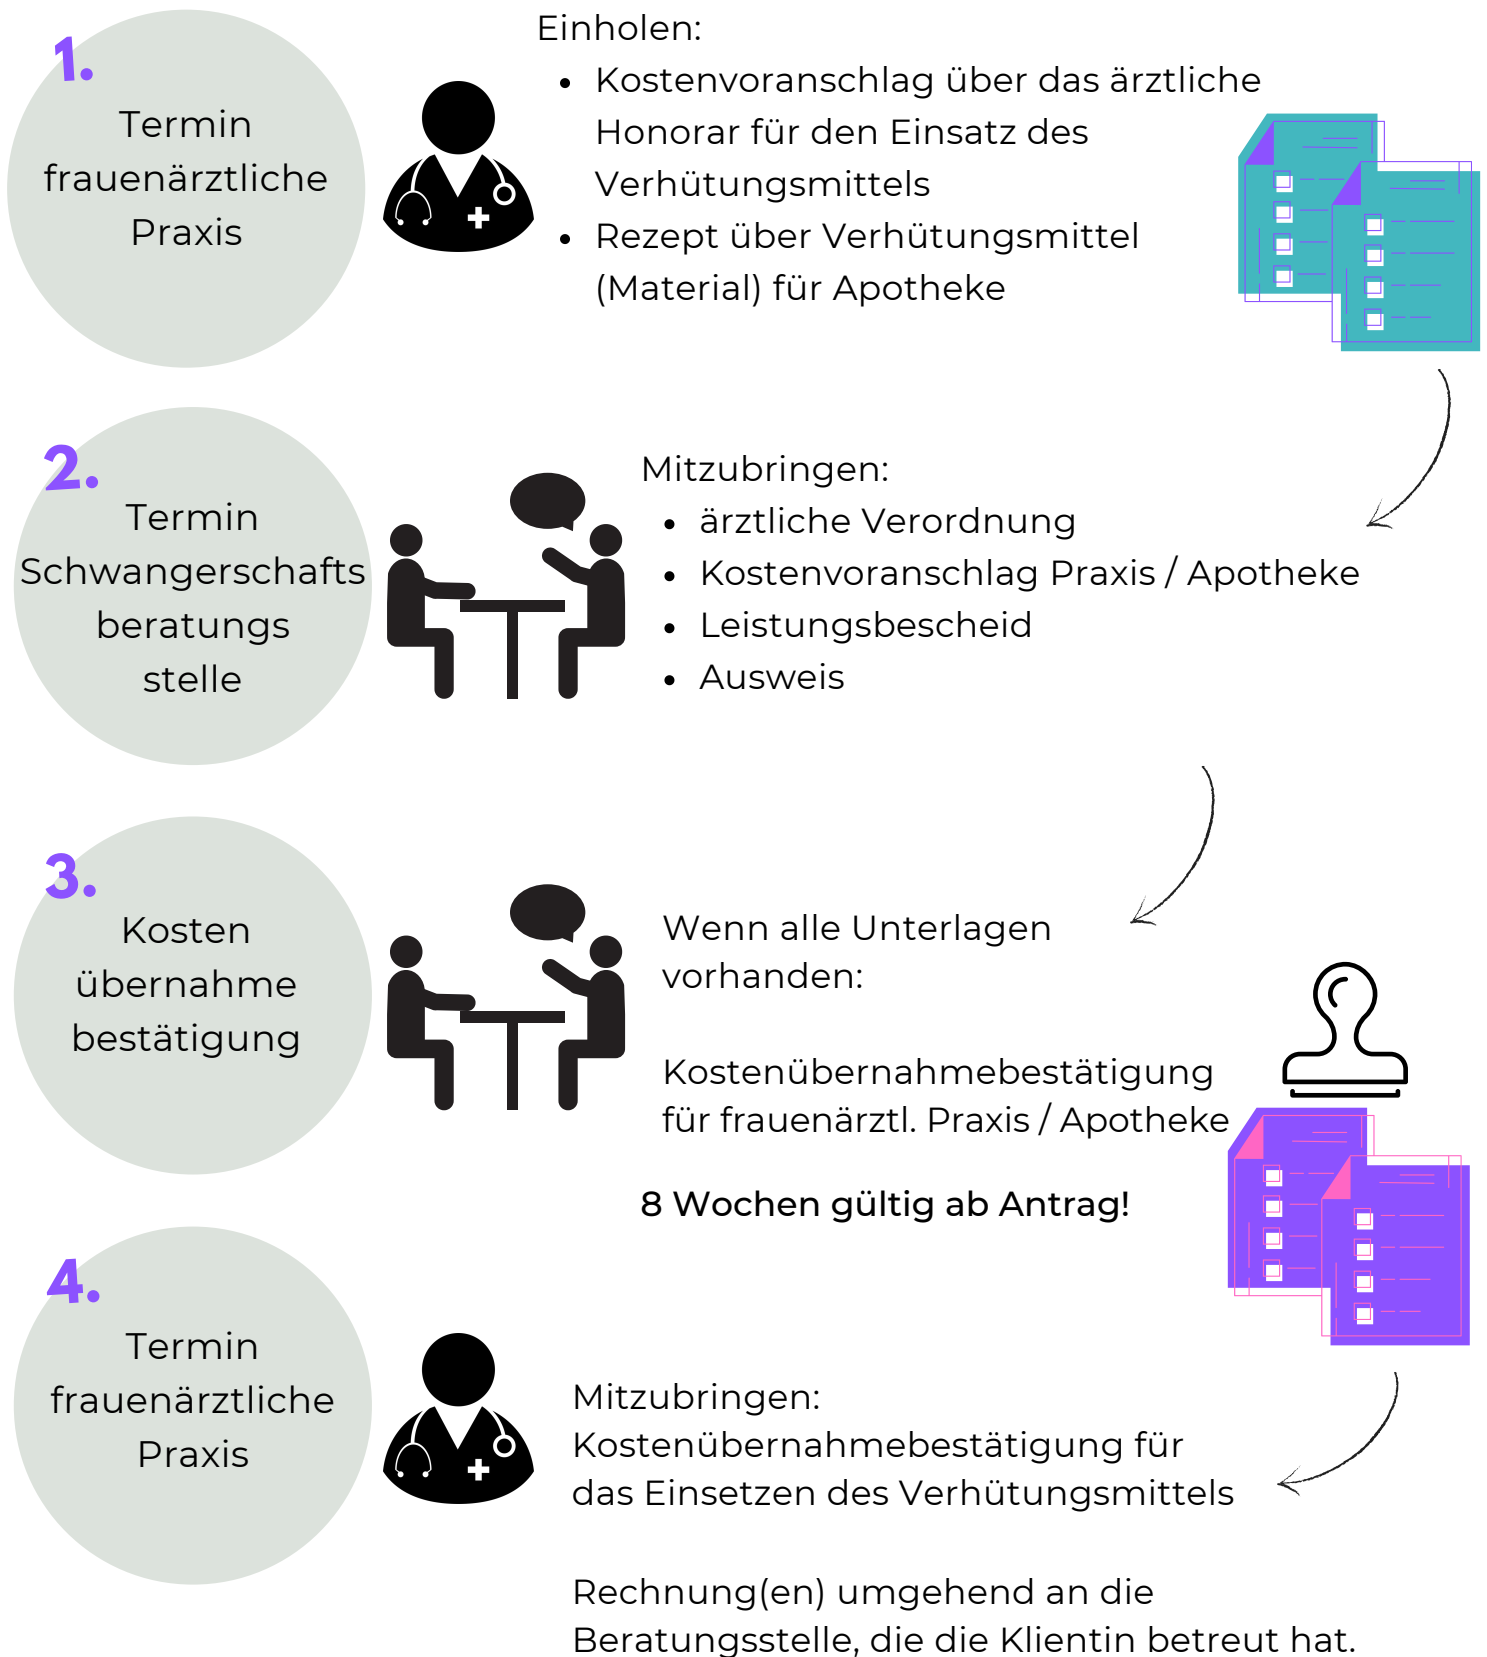 1.
Termin
frauenärztliche
Praxis
Einholen:
• Kostenvoranschlag über das ärztliche
Honorar für den Einsatz des
Verhütungsmittels
• Rezept über Verhütungsmittel
(Material) für Apotheke
2.
Termin
Schwangerschafts
beratungs
stelle
Mitzubringen:
• ärztliche Verordnung
• Kostenvoranschlag Praxis / Apotheke
• Leistungsbescheid
• Ausweis
3.
Kosten
übernahme
bestätigung
Wenn alle Unterlagen
vorhanden:
Kostenübernahmebestätigung
für frauenärztl. Praxis / Apotheke
8 Wochen gültig ab Antrag!
4.
Termin
frauenärztliche
Praxis
Mitzubringen:
Kostenübernahmebestätigung für
das Einsetzen des Verhütungsmittels
Rechnung(en) umgehend an die
Beratungsstelle, die die Klientin betreut hat.